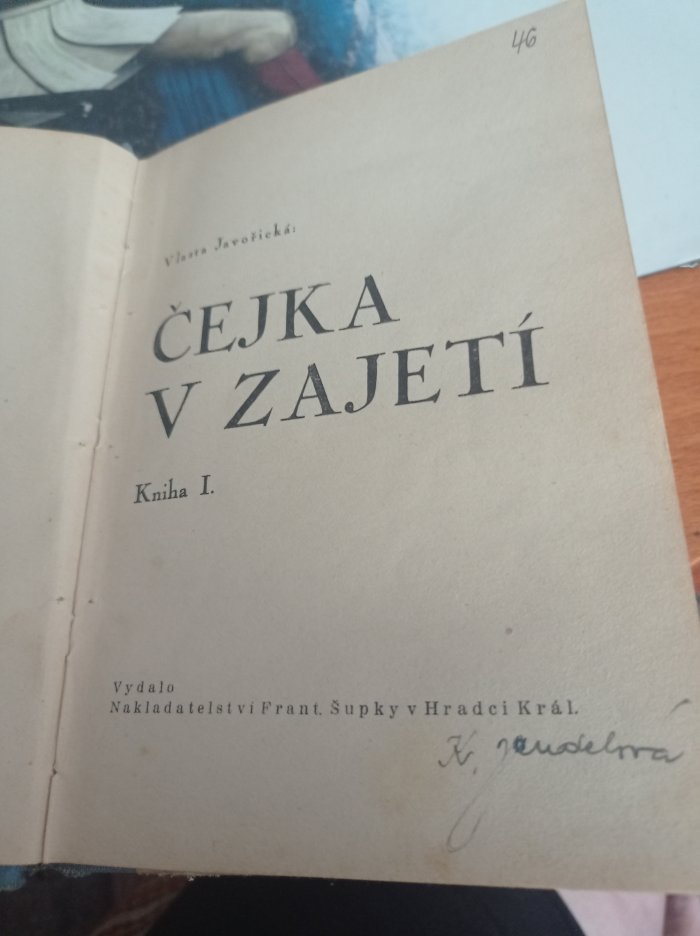 46
Vlasta Javořická:
ČEJKA
V ZAJETÍ
Kniha I.
Vydalo
Nakladatelství Frant. Šupky v Hradci Král.
K.